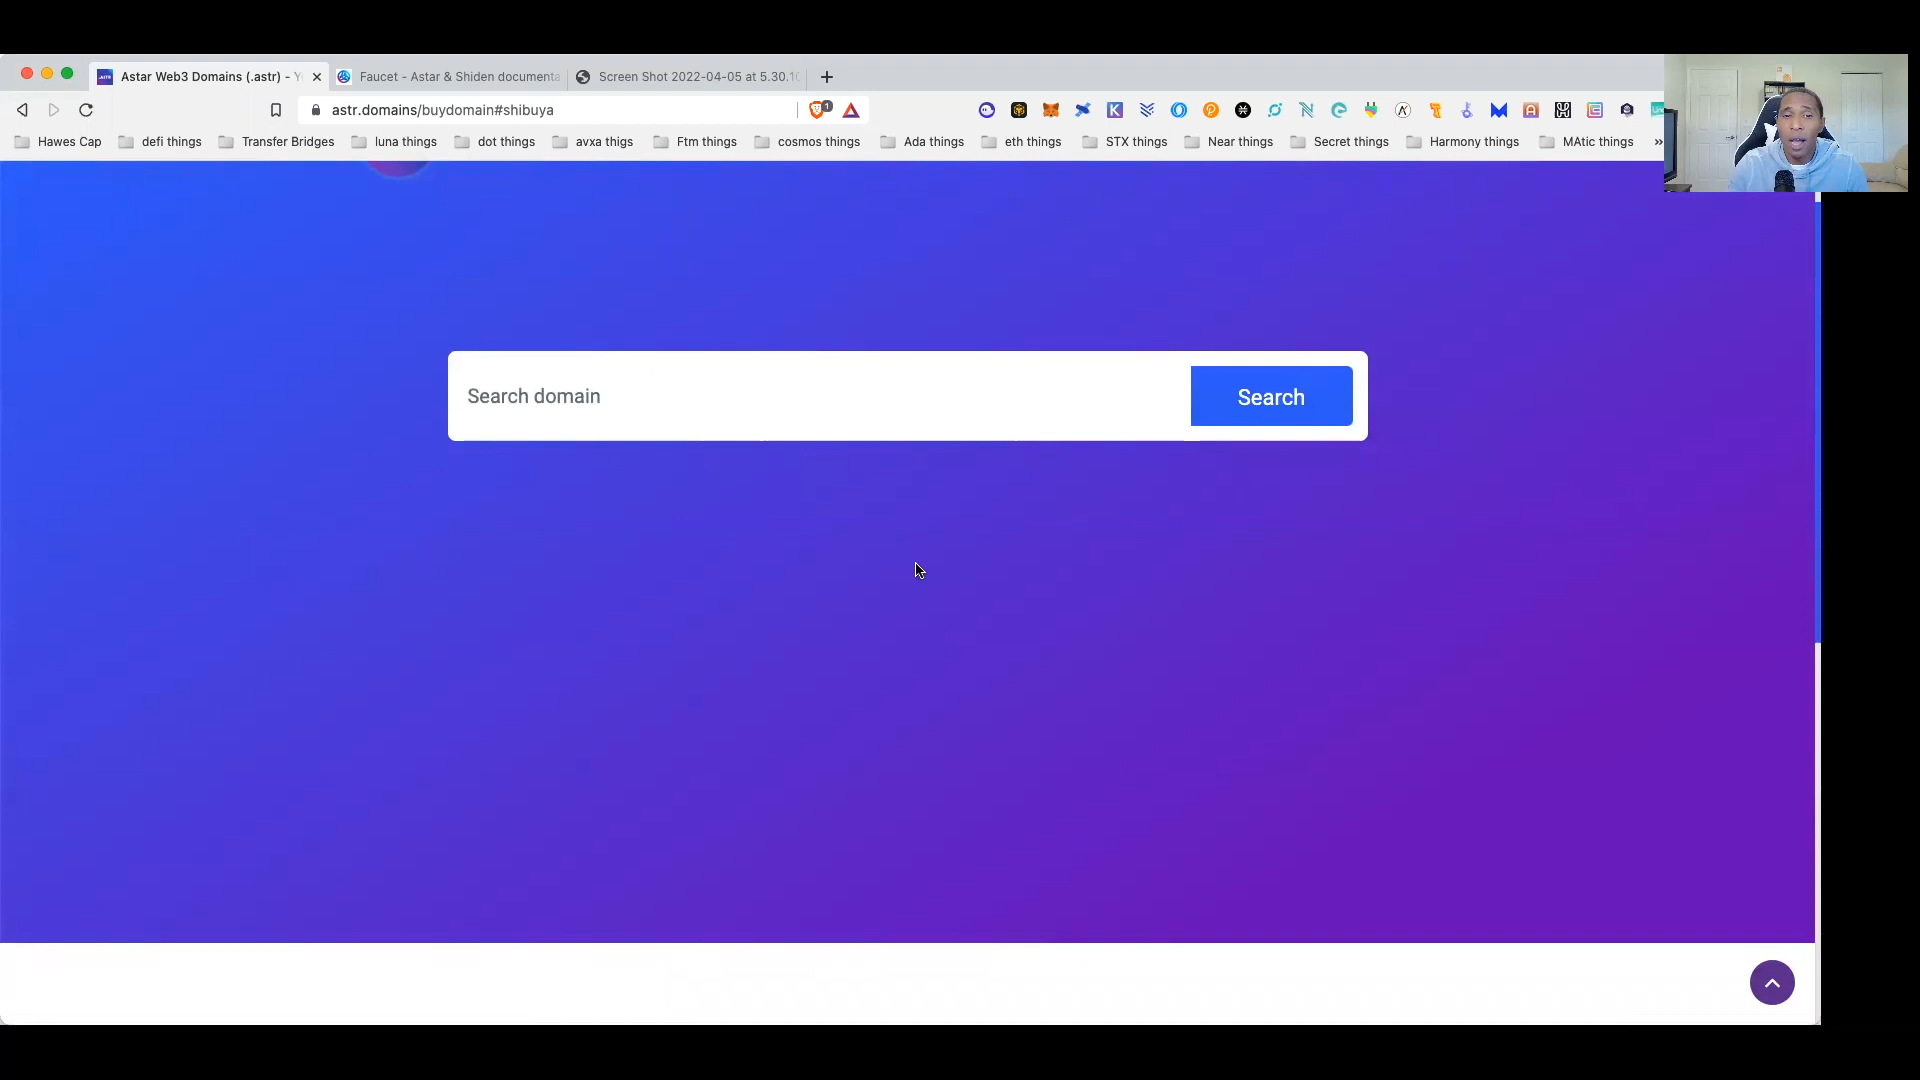 Astar Web3 Domains (.astr) -
Faucet - Astar & Shiden documenta
Screen Shot 2022-04-05 at 5.30.10
astr.domains/buydomain#shibuya
1
Hawes Cap
defi things
Transfer Bridges
luna things
dot things
avxa thigs
Ftm things
cosmos things
Ada things
eth things
STX things
Near things
Secret things
Harmony things
MAtic things
»
Search domain
Search